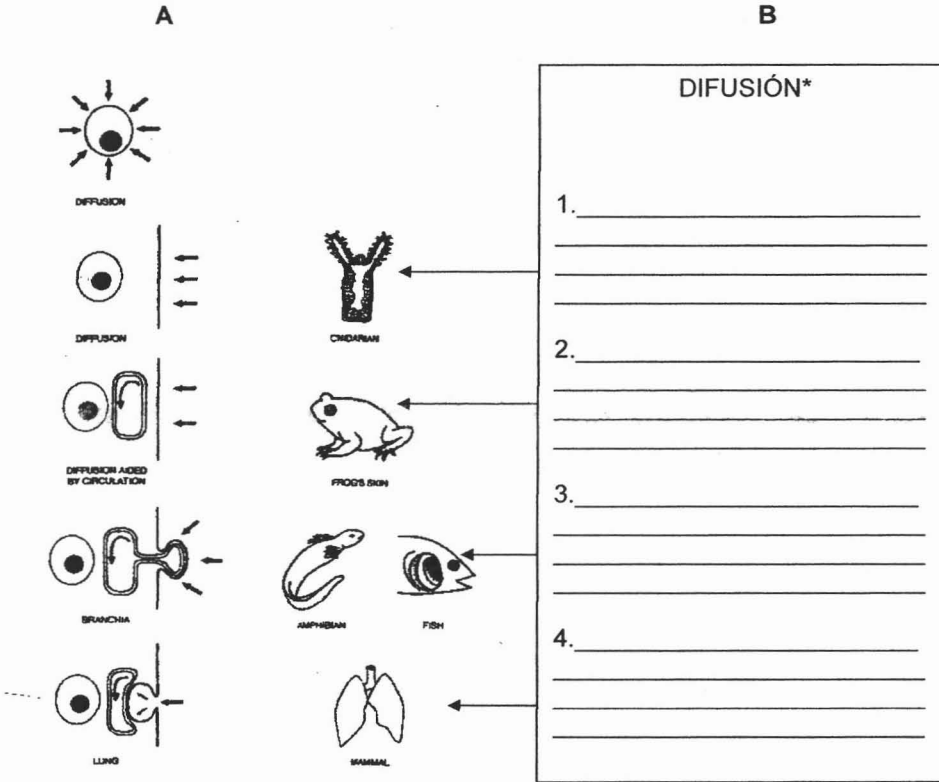 A
B
DIFUSIÓN*
DIFFUSION
1.
DIFFUSION
CNIDARIAN
2.
DIFFUSION AIDED
BY CIRCULATION
FROG'S SKIN
3.
BRANCHIA
AMPHIBIAN
FISH
4.
LUNG
MAMMAL